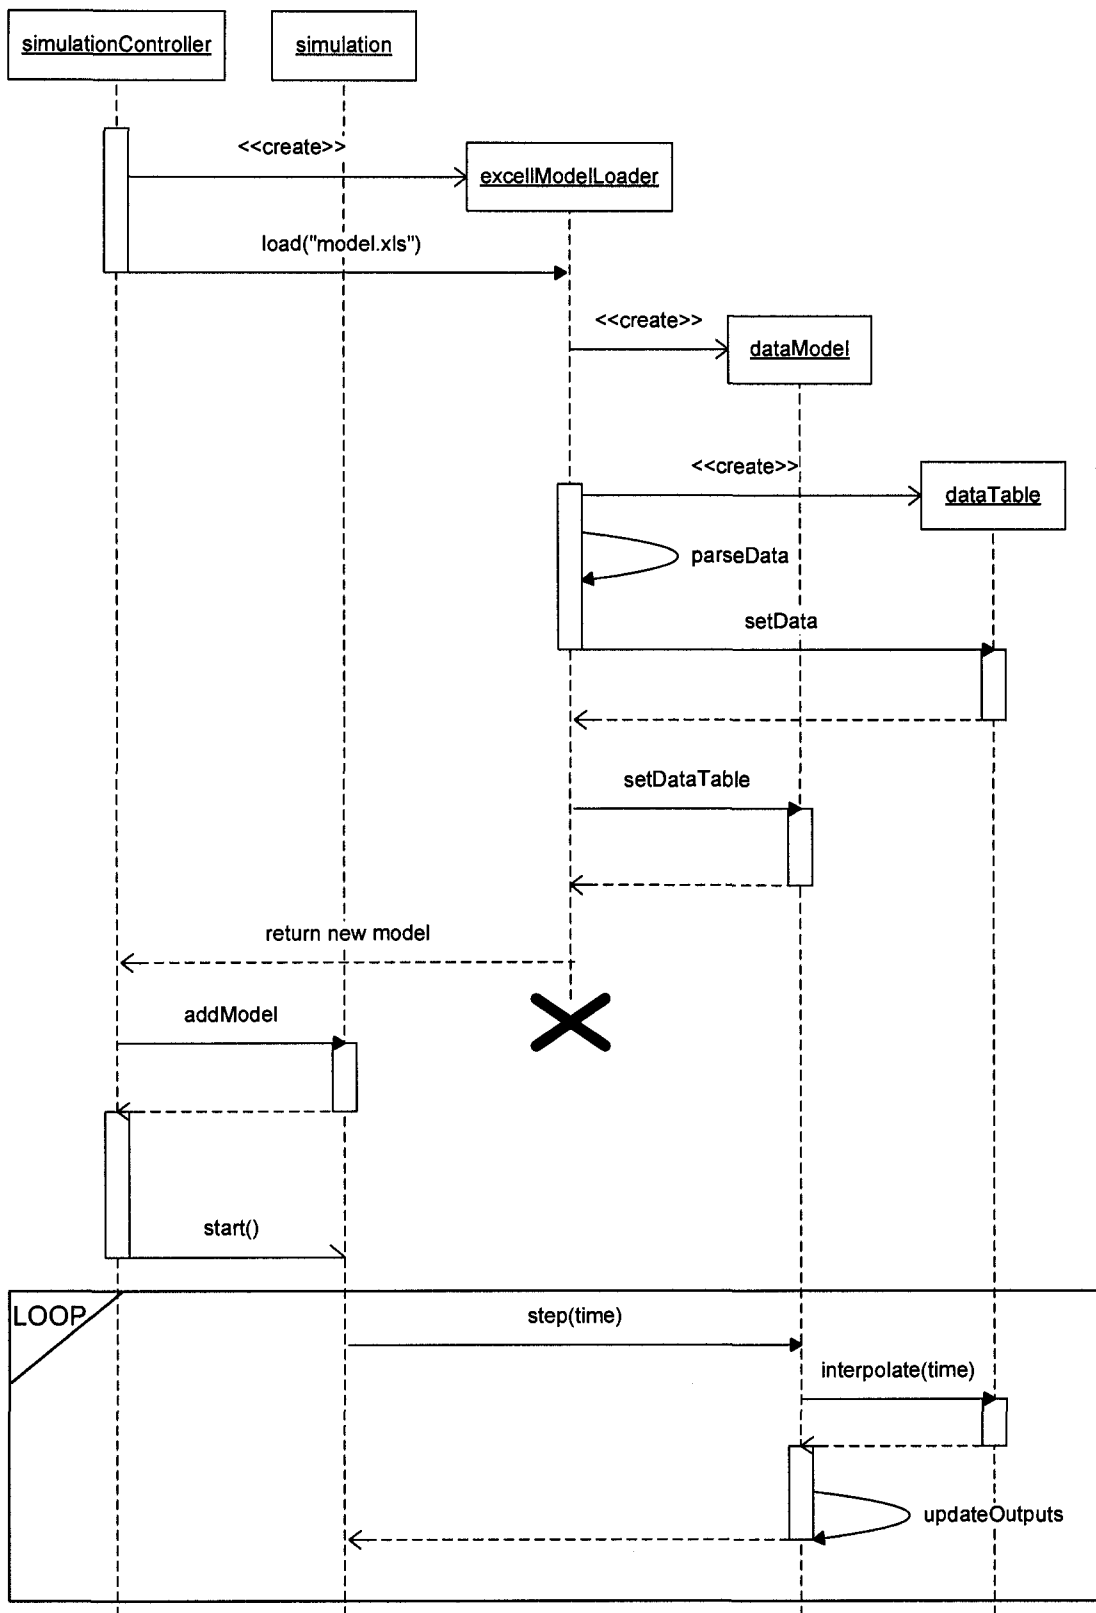 simulationController
simulation
<<create>>
excellModelLoader
load("model.xls")
<<create>>
dataModel
<<create>>
dataTable
parseData
setData
setDataTable
return new model
addModel
start()
LOOP
step(time)
interpolate(time)
updateOutputs